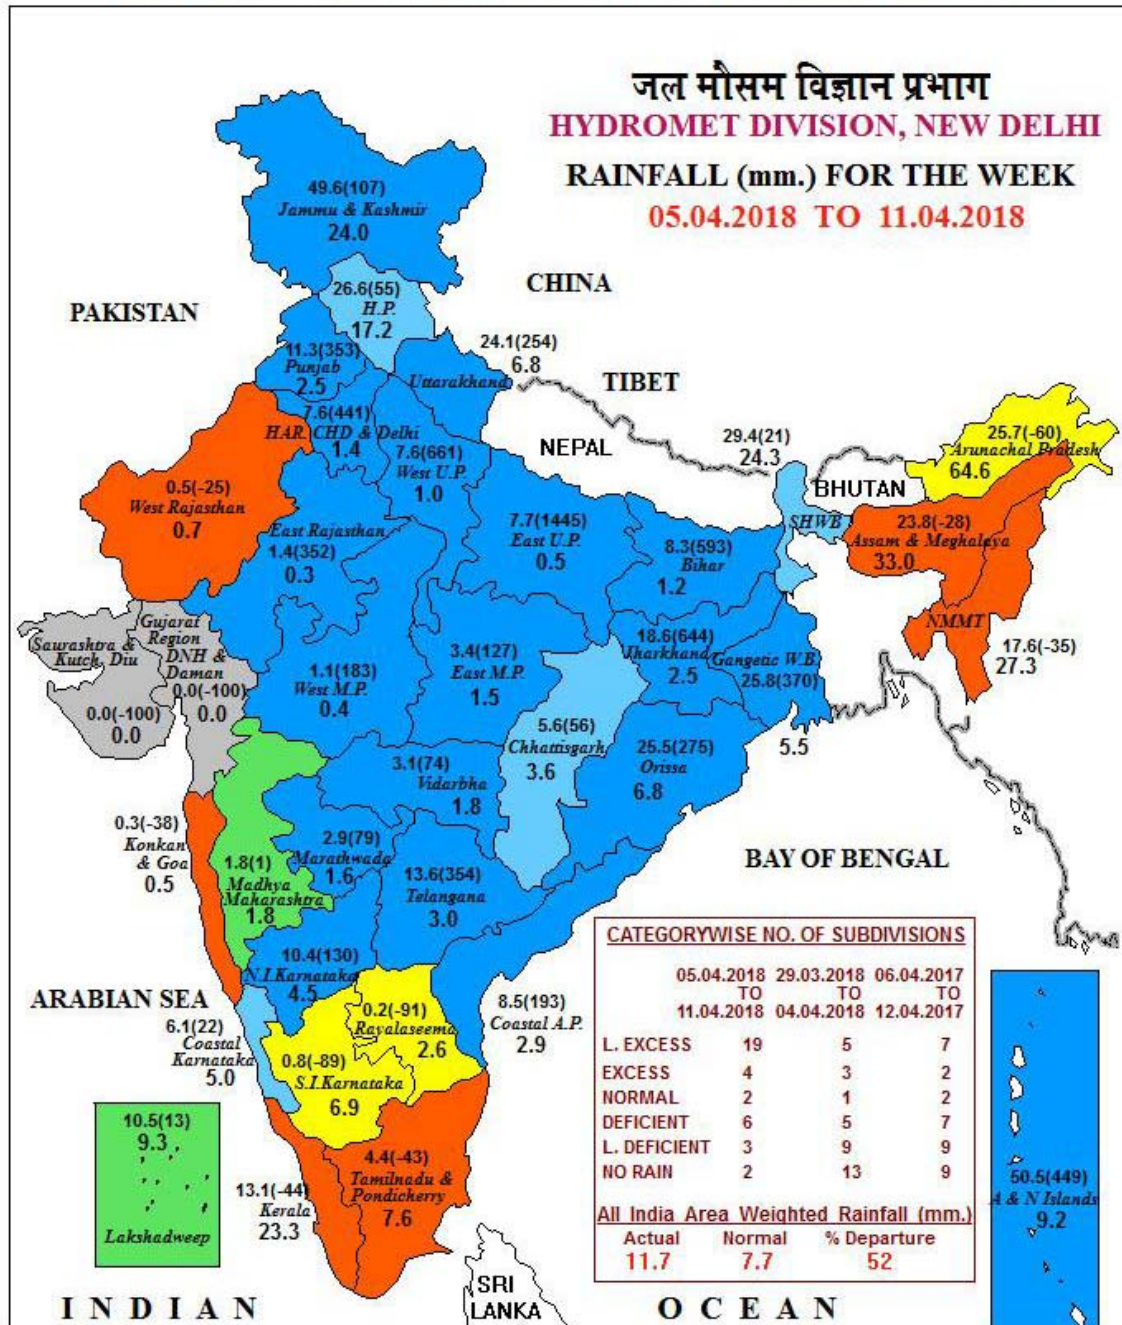 जल मौसम विज्ञान प्रभाग
HYDROMET DIVISION, NEW DELHI
RAINFALL (mm.) FOR THE WEEK
05.04.2018 TO 11.04.2018
49.6(107)
Jammu & Kashmir
24.0
CHINA
PAKISTAN
26.6(55)
H.P.
17.2
11.3(353)
Punjab
2.5
24.1(254)
6.8
Uttarakhand
TIBET
7.6(441)
HAR. CHD & Delhi
1.4
7.6(661)
West U.P.
1.0
NEPAL
29.4(21)
24.3
BHUTAN
SHWB
25.7(-60)
Arunachal Pradesh
64.6
0.5(-25)
West Rajasthan
0.7
East Rajasthan
1.4(352)
0.3
7.7(1445)
East U.P.
0.5
8.3(593)
Bihar
1.2
23.8(-28)
Assam & Meghalaya
33.0
NMMT
17.6(-35)
27.3
Saurashtra &
Kutch, Diu
0.0(-100)
0.0
Gujarat
Region
DNH &
Daman
0.0(-100)
0.0
1.1(183)
West M.P.
0.4
3.4(127)
East M.P.
1.5
18.6(644)
Jharkhand
2.5
Gangetic W.B.
25.8(370)
5.5
5.6(56)
Chhattisgarh
3.6
25.5(275)
Orissa
6.8
3.1(74)
Vidarbha
1.8
0.3(-38)
Konkan
& Goa
0.5
1.8(1)
Madhya
Maharashtra
1.8
2.9(79)
Marathwada
1.6
13.6(354)
Telangana
3.0
BAY OF BENGAL
10.4(130)
N.I.Karnataka
4.5
ARABIAN SEA
6.1(22)
Coastal
Karnataka
5.0
0.2(-91)
Rayalaseema
2.6
8.5(193)
Coastal A.P.
2.9
0.8(-89)
S.I.Karnataka
6.9
10.5(13)
9.3
Lakshadweep
13.1(-44)
Kerala
23.3
4.4(-43)
Tamilnadu &
Pondicherry
7.6
CATEGORYWISE NO. OF SUBDIVISIONS
05.04.2018 29.03.2018 06.04.2017
TO TO TO
11.04.2018 04.04.2018 12.04.2017
L. EXCESS 19 5 7
EXCESS 4 3 2
NORMAL 2 1 2
DEFICIENT 6 5 7
L. DEFICIENT 3 9 9
NO RAIN 2 13 9
All India Area Weighted Rainfall (mm.)
Actual Normal % Departure
11.7 7.7 52
50.5(449)
A & N Islands
9.2
SRI
LANKA
INDIAN OCEAN